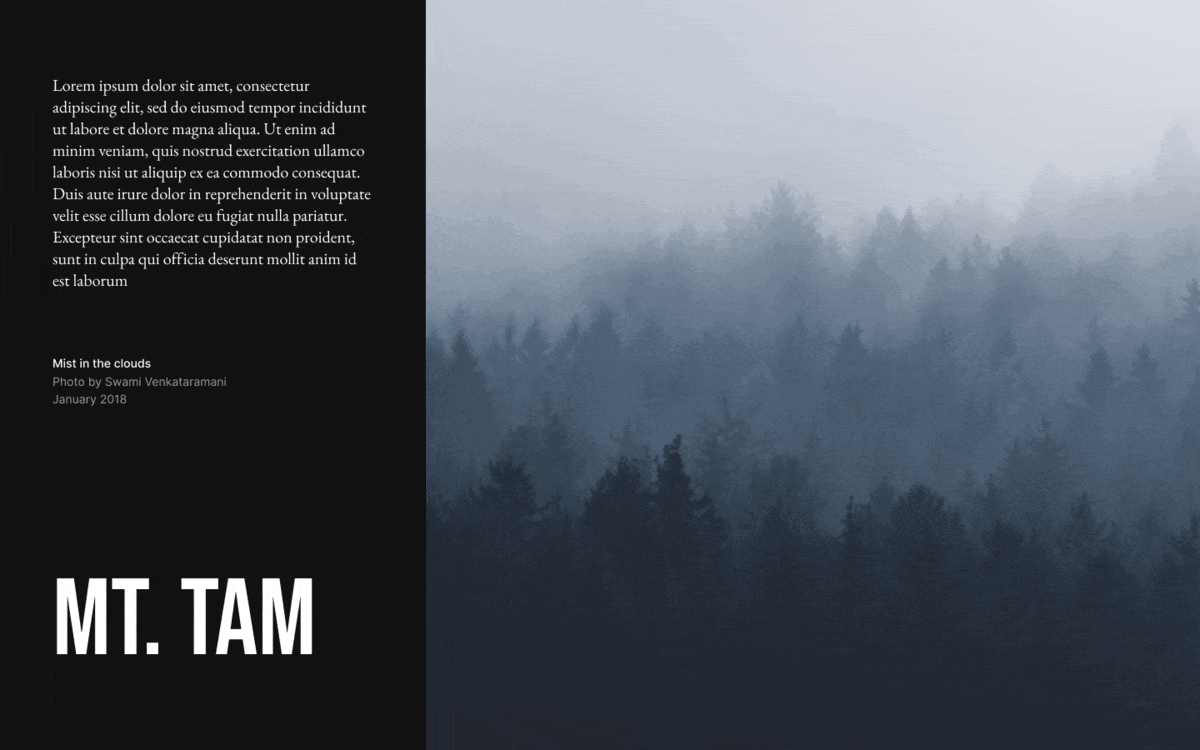 Lorem ipsum dolor sit amet, consectetur
adipiscing elit, sed do eiusmod tempor incididunt
ut labore et dolore magna aliqua. Ut enim ad
minim veniam, quis nostrud exercitation ullamco
laboris nisi ut aliquip ex ea commodo consequat.
Duis aute irure dolor in reprehenderit in voluptate
velit esse cillum dolore eu fugiat nulla pariatur.
Excepteur sint occaecat cupidatat non proident,
sunt in culpa qui officia deserunt mollit anim id
est laborum
Mist in the clouds
Photo by Swami Venkataramani
January 2018
MT. TAM